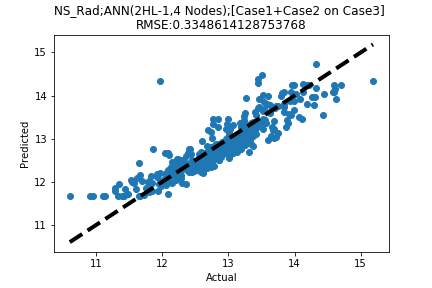 NS_Rad;ANN(2HL-1,4 Nodes);[Case1+Case2 on Case3]
RMSE:0.3348614128753768
15
14
13
12
11
Predicted
11
12
13
14
15
Actual